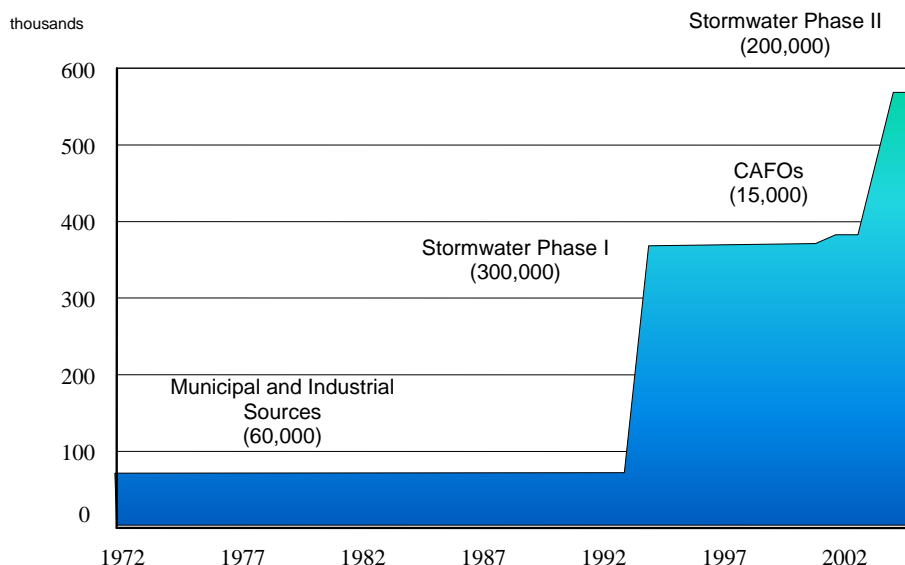 thousands
Stormwater Phase II
(200,000)
600
500
CAFOs
(15,000)
400
Stormwater Phase I
(300,000)
300
200
Municipal and Industrial
Sources
(60,000)
100
0
1972 1977 1982 1987 1992 1997 2002